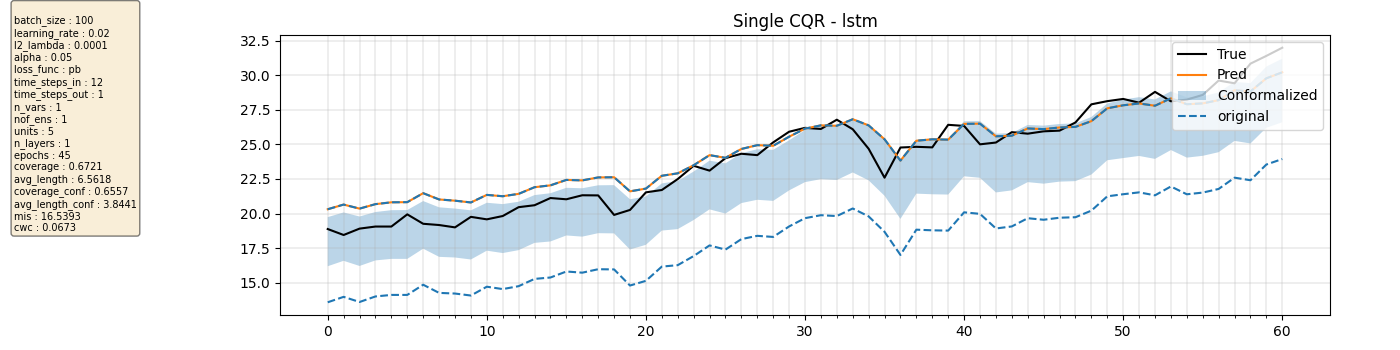 batch_size : 100
learning_rate : 0.02
l2_lambda : 0.0001
alpha : 0.05
loss_func : pb
time_steps_in : 12
time_steps_out : 1
n_vars : 1
nof_ens : 1
units : 5
n_layers : 1
epochs : 45
coverage : 0.6721
avg_length : 6.5618
coverage_conf : 0.6557
avg_length_conf : 3.8441
mis : 16.5393
cwc : 0.0673
Single CQR - lstm
32.5
30.0
27.5
25.0
22.5
20.0
17.5
15.0
True
Pred
Conformalized
original
0 10 20 30 40 50 60